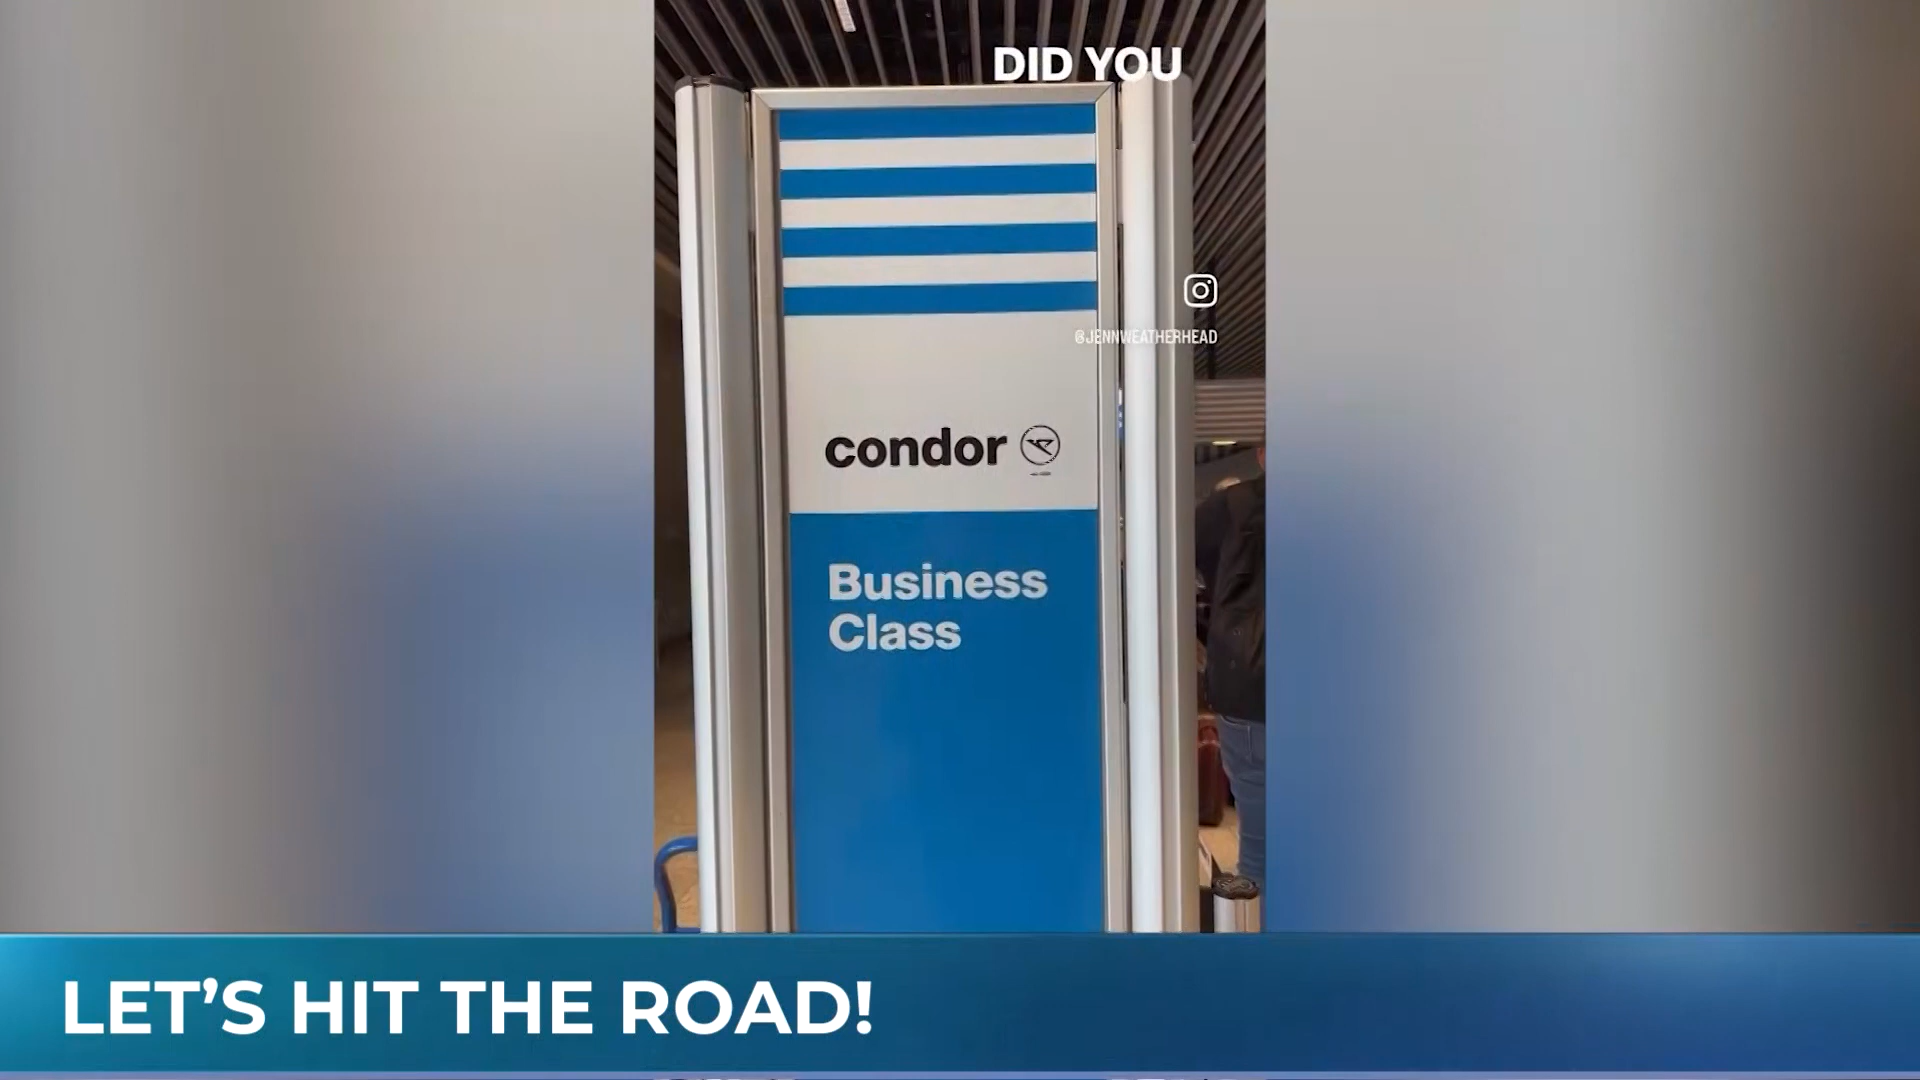 DID YOU
@JENNWEATHERHEAD
condor
Business
Class
LET'S HIT THE ROAD!